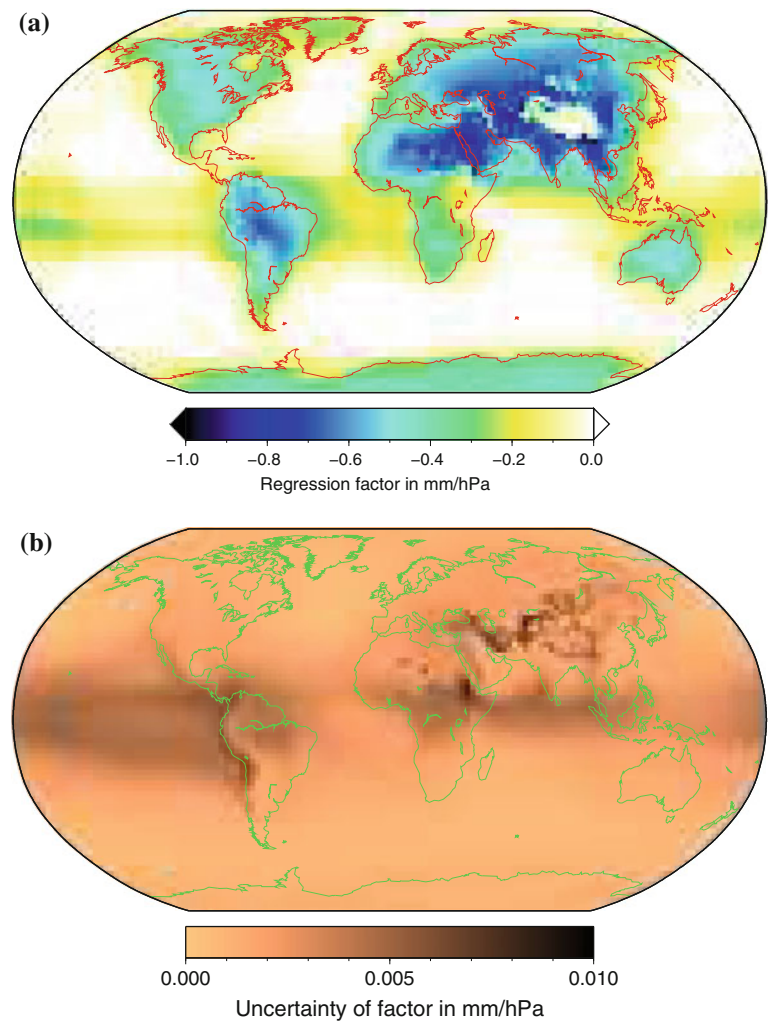 (a)
−1.0 −0.8 −0.6 −0.4 −0.2 0.0
Regression factor in mm/hPa
(b)
0.000 0.005 0.010
Uncertainty of factor in mm/hPa